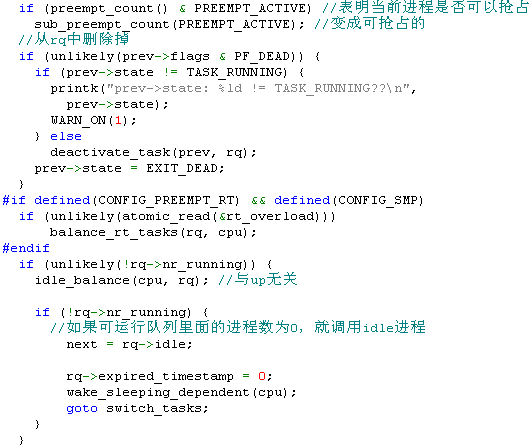 if (preempt_count() & PREEMPT_ACTIVE) //表明当前进程是否可以抢占
sub_preempt_count(PREEMPT_ACTIVE); //变成可抢占的
//从rq中删除掉
if (unlikely(prev->flags & PF_DEAD)) {
if (prev->state != TASK_RUNNING) {
printk("prev->state: %ld != TASK_RUNNING??\n",
prev->state);
WARN_ON(1);
} else
deactivate_task(prev, rq);
prev->state = EXIT_DEAD;
}
#if defined(CONFIG_PREEMPT_RT) && defined(CONFIG_SMP)
if (unlikely(atomic_read(&rt_overload)))
balance_rt_tasks(rq, cpu);
#endif
if (unlikely(!rq->nr_running)) {
idle_balance(cpu, rq); //与up无关
if (!rq->nr_running) {
//如果可运行队列里面的进程数为0，就调用idle进程
next = rq->idle;
rq->expired_timestamp = 0;
wake_sleeping_dependent(cpu);
goto switch_tasks;
}
}